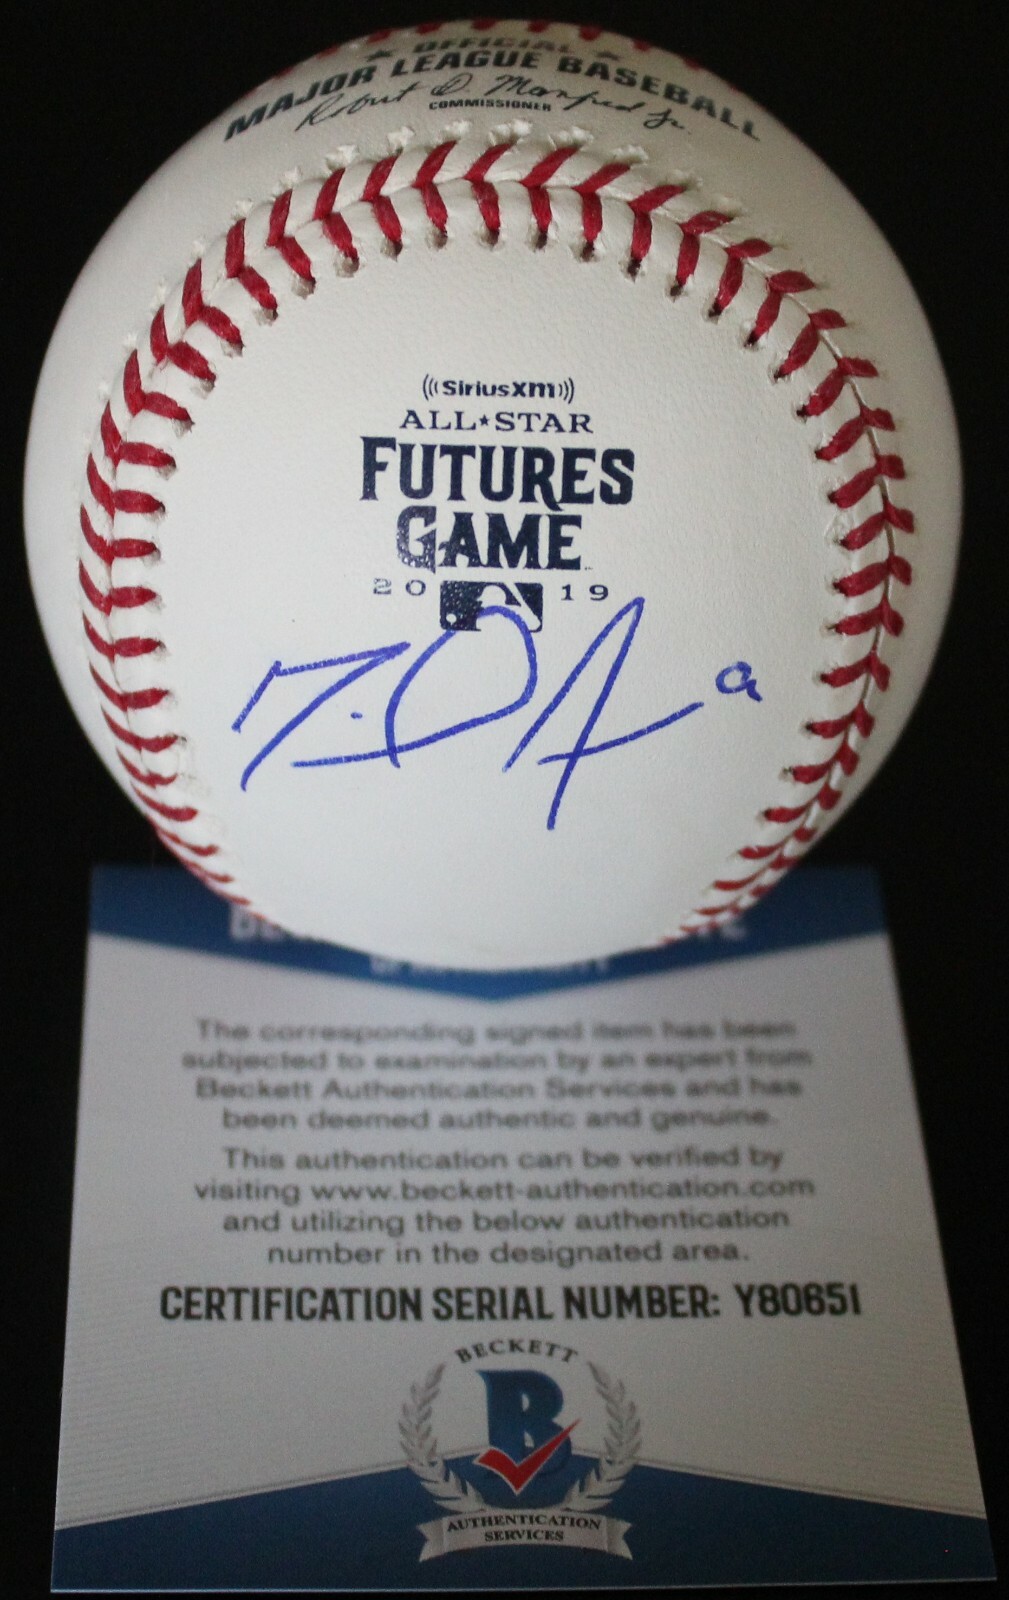 OFFICIAL
MAJOR LEAGUE BASEBALL
Robert D. Manfred Jr.
COMMISSIONER
SiriusXM
ALL★STAR
FUTURES
GAME
20 19
The corresponding signed item has been
subjected to examination by an expert from
Beckett Authentication Services and has
been deemed authentic and genuine.
This authentication can be verified by
visiting www.beckett-authentication.com
and utilizing the below authentication
number in the designated area.
CERTIFICATION SERIAL NUMBER: Y80651
BECKETT
B
AUTHENTICATION
SERVICES